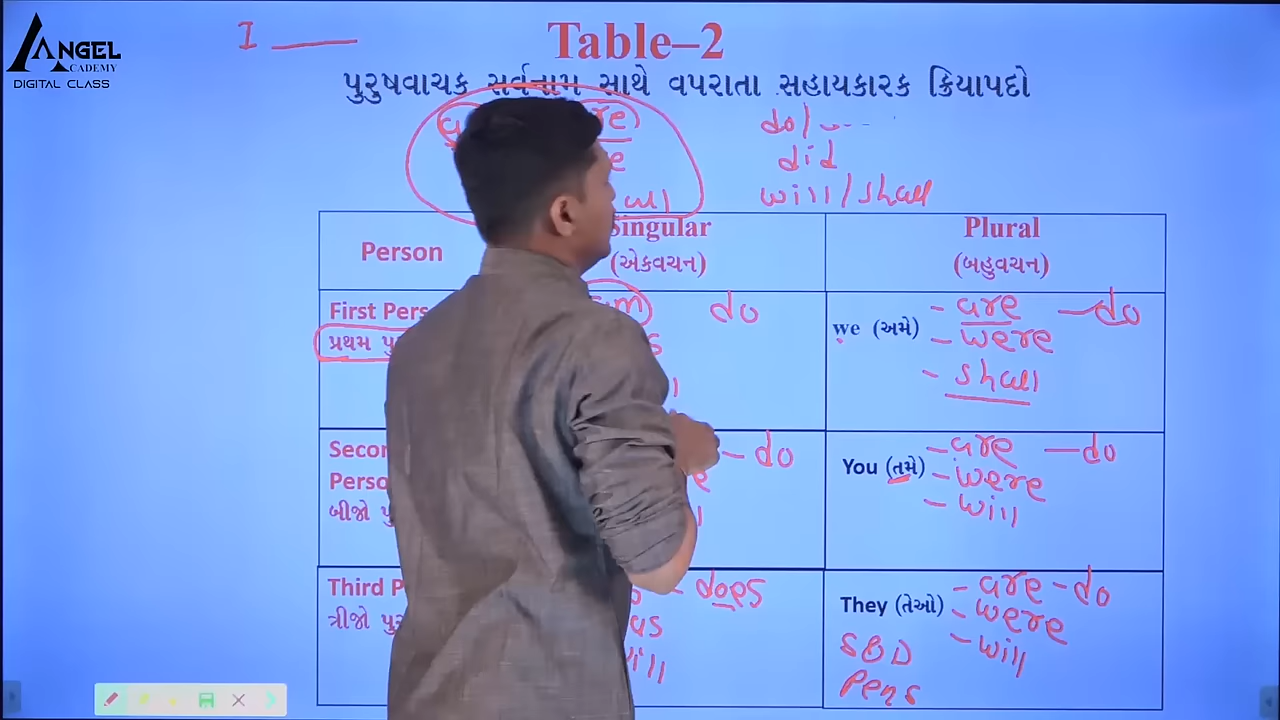 ANGEL
ACADEMY
DIGITAL CLASS
I
Table–2
પુરુષવાચક સર્વનામ સાથે વપરાતા સહાયકારક ક્રિયાપદો
do/
did
will/shall
Person
Singular
(એકવચન)
Plural
(બહુવચન)
First Pers
do
પ્રથમ પુ
we (અમે)
- are - do
- were
- shall
Secon
Perso
બીજો પુ
- do
You (તમે)
- are - do
- were
- will
Third P
ત્રીજો પુરુ
- does
They (તેઓ)
- are - do
- were
- will
SBD
Pens